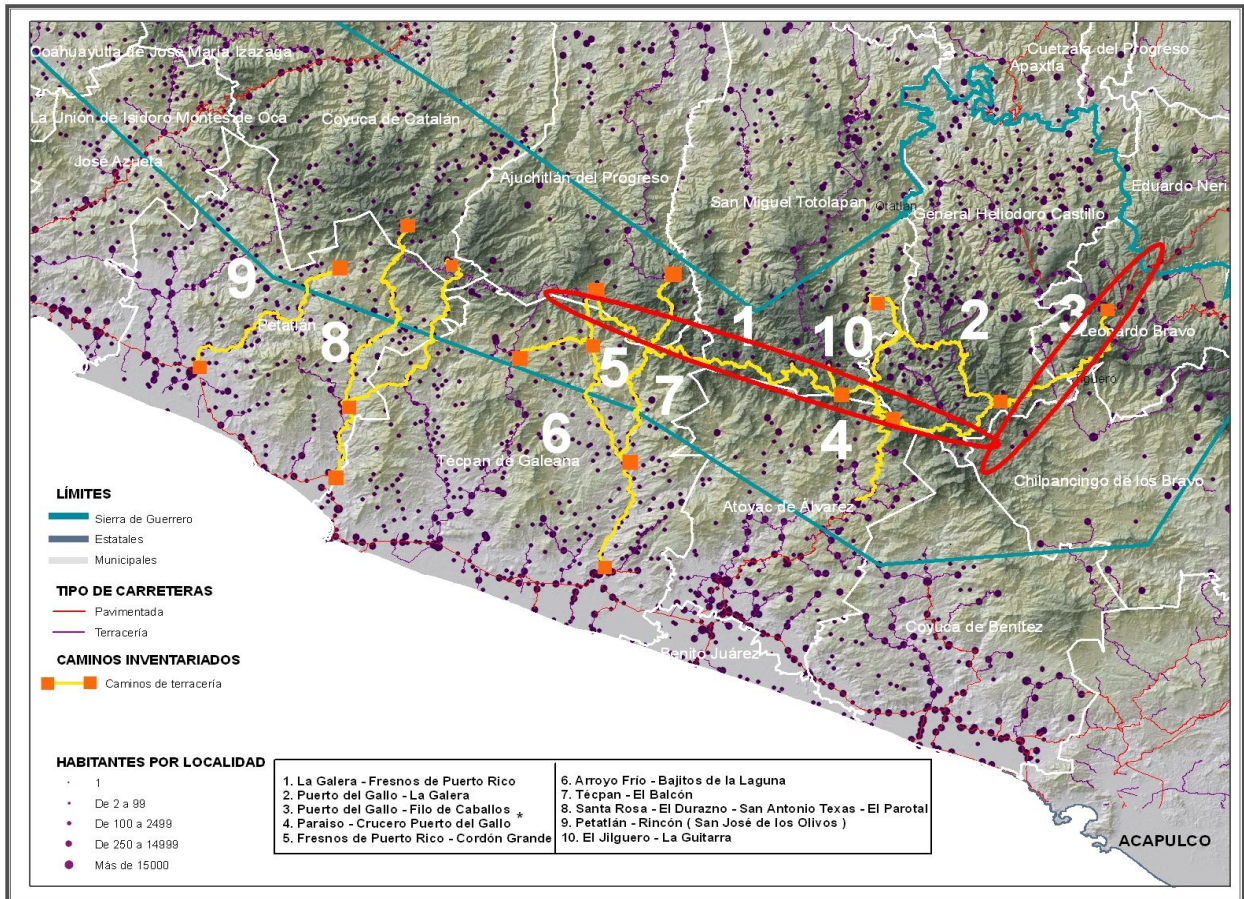 Coahuayutla de José María Izazaga
Cuetzala del Progreso
Apaxtla
La Unión de Isidoro Montes de Oca
Coyuca de Catalán
José Azueta
Ajuchitlán del Progreso
Eduardo Neri
San Miguel Totolapan
Otatlán
General Heliodoro Castillo
9
8
Petatlán
1
10
2
3
Leonardo Bravo
5
7
6
4
Técpan de Galeana
Chilpancingo de los Bravo
Atoyac de Álvarez
Coyuca de Benítez
Benito Juárez
ACAPULCO
LÍMITES
Sierra de Guerrero
Estatales
Municipales
TIPO DE CARRETERAS
Pavimentada
Terracería
CAMINOS INVENTARIADOS
Caminos de terracería
HABITANTES POR LOCALIDAD
1
De 2 a 99
De 100 a 2499
De 250 a 14999
Más de 15000
1. La Galera - Fresnos de Puerto Rico
2. Puerto del Gallo - La Galera
3. Puerto del Gallo - Filo de Caballos *
4. Paraiso - Crucero Puerto del Gallo
5. Fresnos de Puerto Rico - Cordón Grande
6. Arroyo Frío - Bajitos de la Laguna
7. Técpan - El Balcón
8. Santa Rosa - El Durazno - San Antonio Texas - El Parotal
9. Petatlán - Rincón ( San José de los Olivos )
10. El Jilguero - La Guitarra